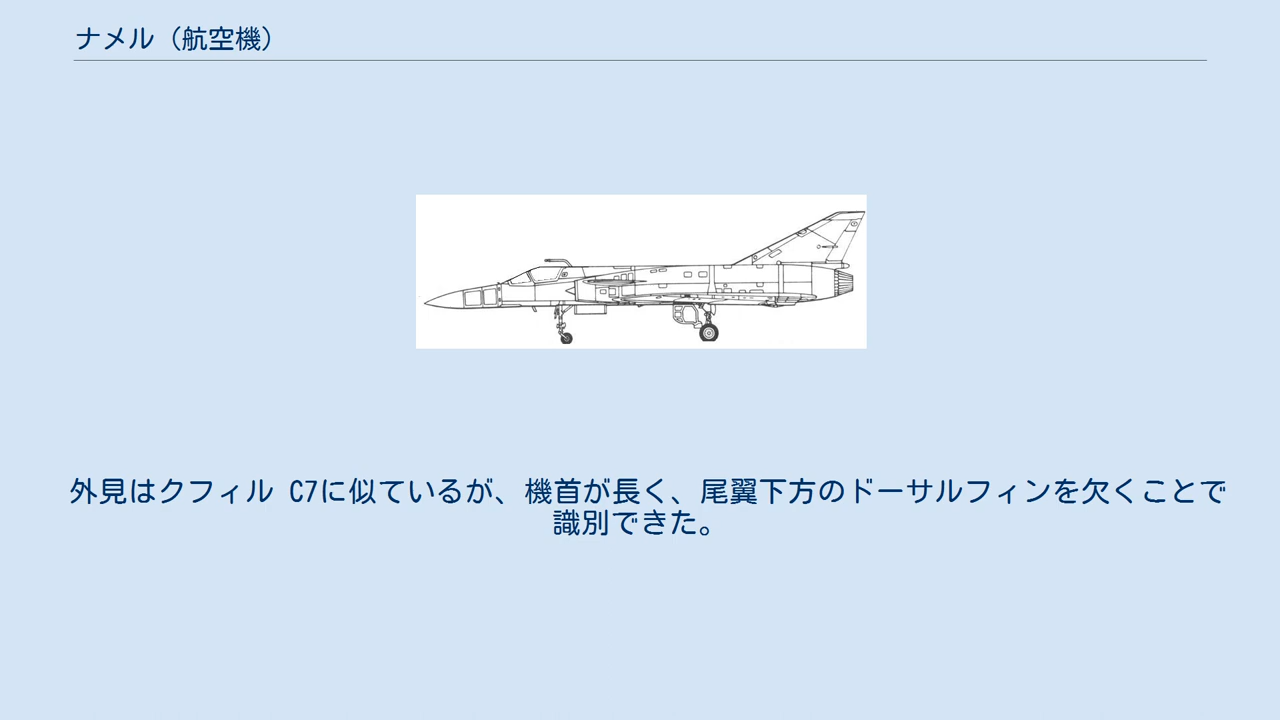 ナメル（航空機）
外見はクフィル C7に似ているが、機首が長く、尾翼下方のドーサルフィンを欠くことで
識別できた。